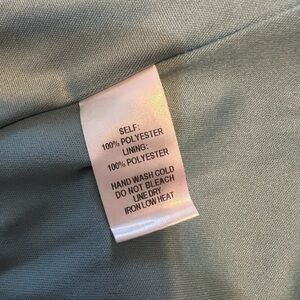 SELF:
100% POLYESTER
LINING:
100% POLYESTER
HAND WASH COLD
DO NOT BLEACH
LINE DRY
IRON LOW HEAT